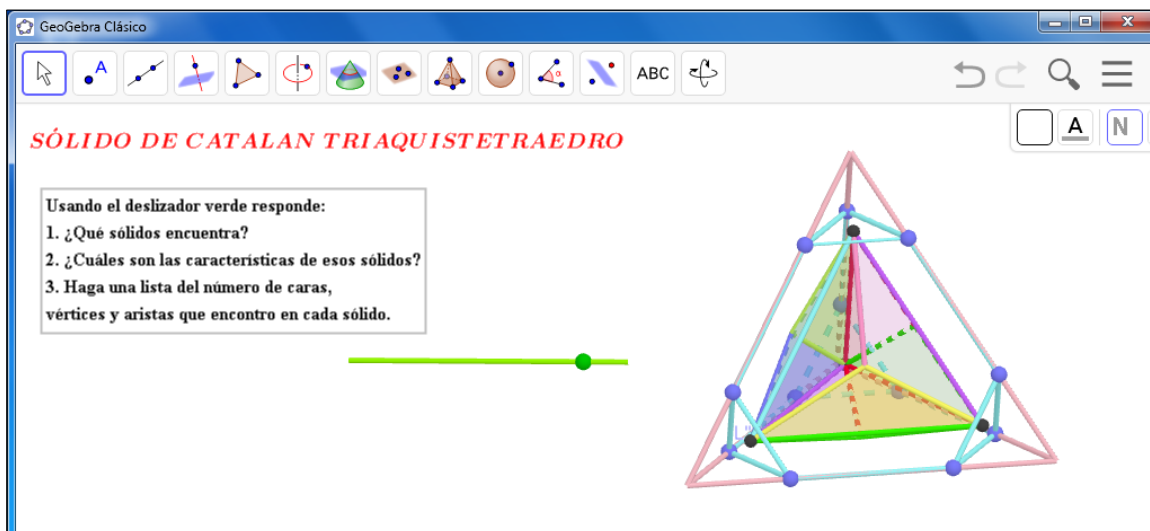 GeoGebra Clásico
A
α
ABC
A
N
SÓLIDO DE CATALAN TRIAQUISTETRAEDRO
Usando el deslizador verde responde:
1. ¿Qué sólidos encuentra?
2. ¿Cuáles son las características de esos sólidos?
3. Haga una lista del número de caras,
vértices y aristas que encontro en cada sólido.